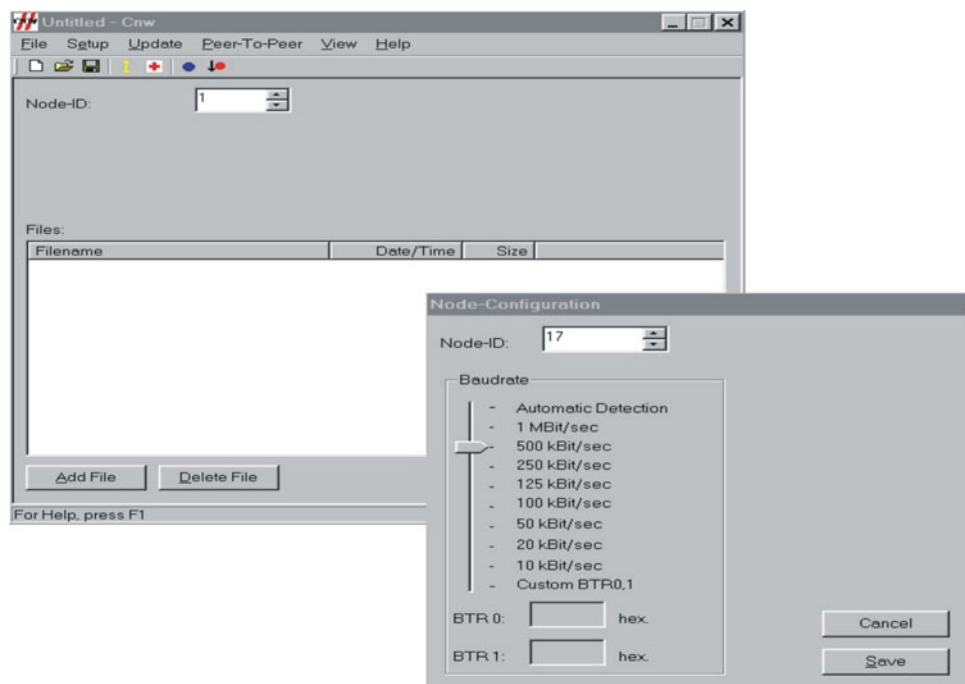 Untitled - Cnw
File Setup Update Peer-To-Peer View Help
Node-ID: 1
Files:
Filename Date/Time Size
Add File Delete File
For Help, press F1
Node-Configuration
Node-ID: 17
Baudrate
- Automatic Detection
- 1 MBit/sec
- 500 kBit/sec
- 250 kBit/sec
- 125 kBit/sec
- 100 kBit/sec
- 50 kBit/sec
- 20 kBit/sec
- 10 kBit/sec
- Custom BTR0,1
BTR 0: hex.
BTR 1: hex.
Cancel
Save